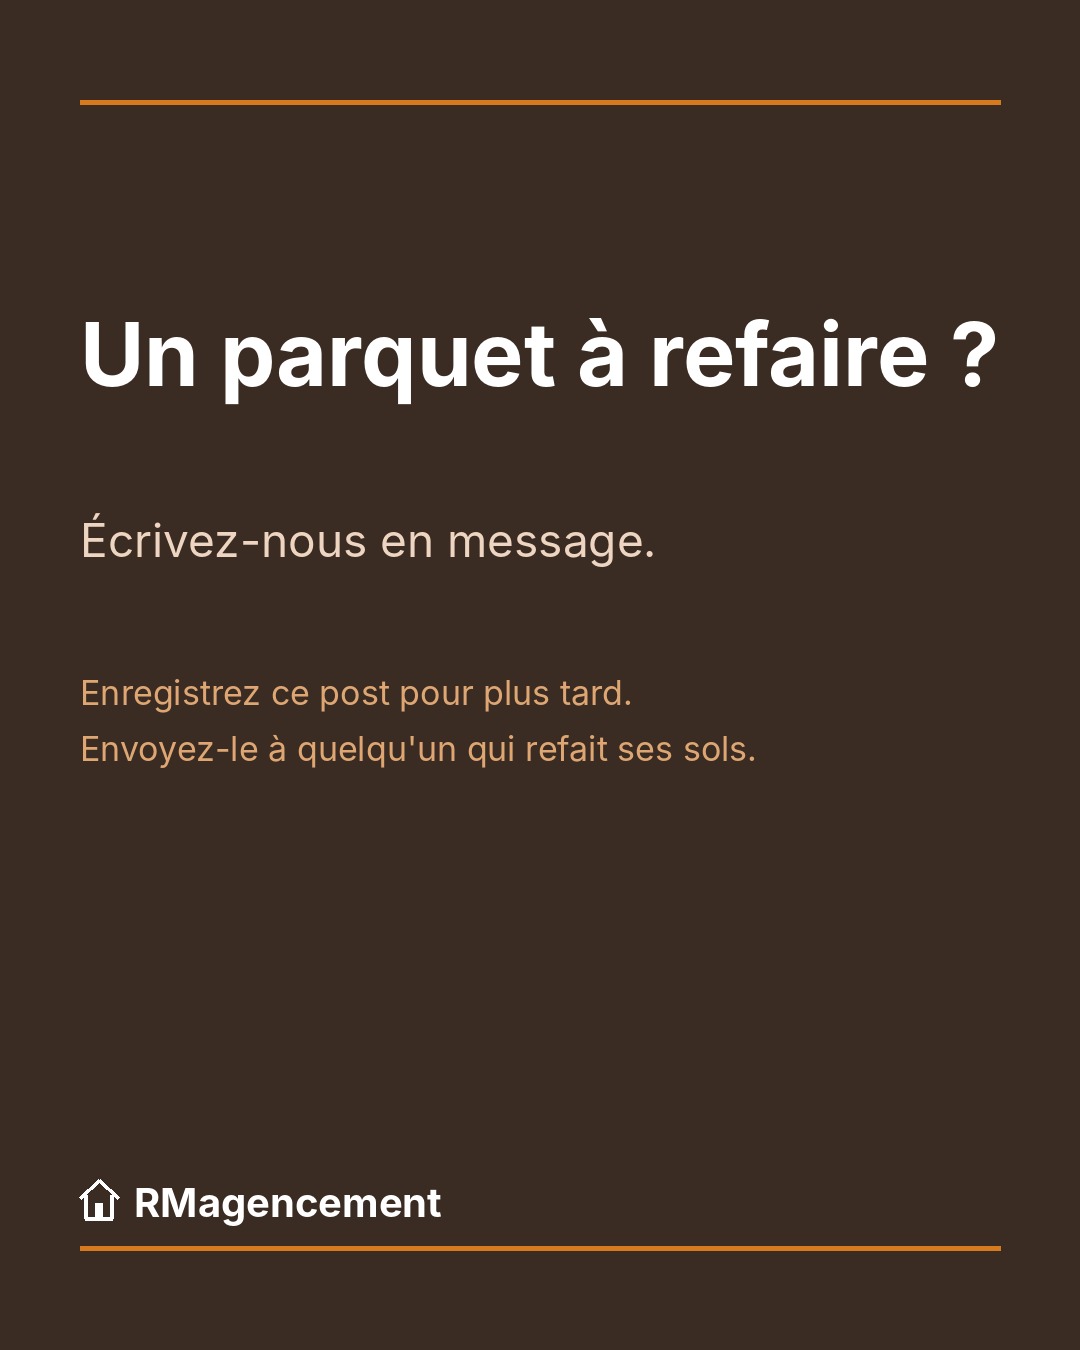 Un parquet à refaire ?
Écrivez-nous en message.
Enregistrez ce post pour plus tard.
Envoyez-le à quelqu'un qui refait ses sols.
RMagencement